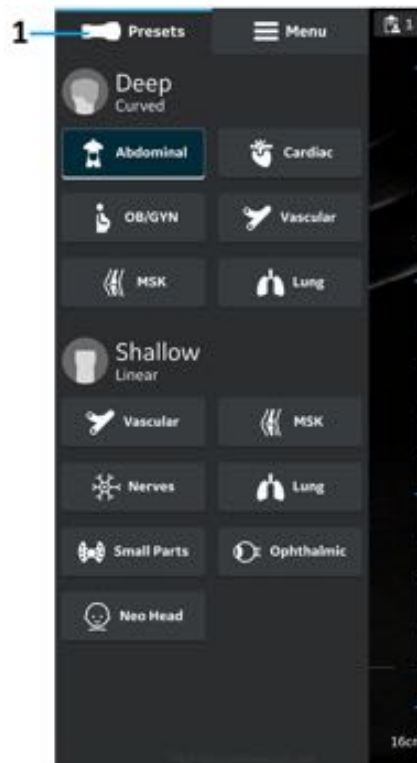 1
Presets
Menu
1
Deep
Curved
Abdominal
Cardiac
OB/GYN
Vascular
MSK
Lung
Shallow
Linear
Vascular
MSK
Nerves
Lung
Small Parts
Ophthalmic
Neo Head